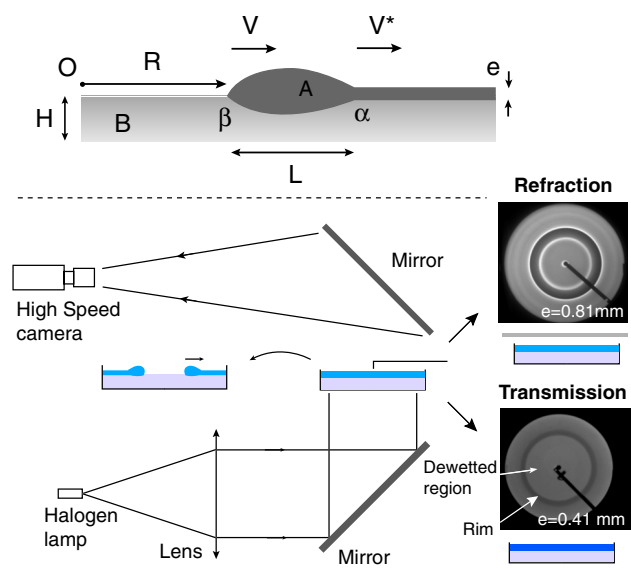 V
V*
O
R
e
A
H
B
β
α
L
Refraction
Mirror
e=0.81mm
High Speed
camera
Transmission
Dewetted
region
Rim
e=0.41 mm
Halogen
lamp
Lens
Mirror